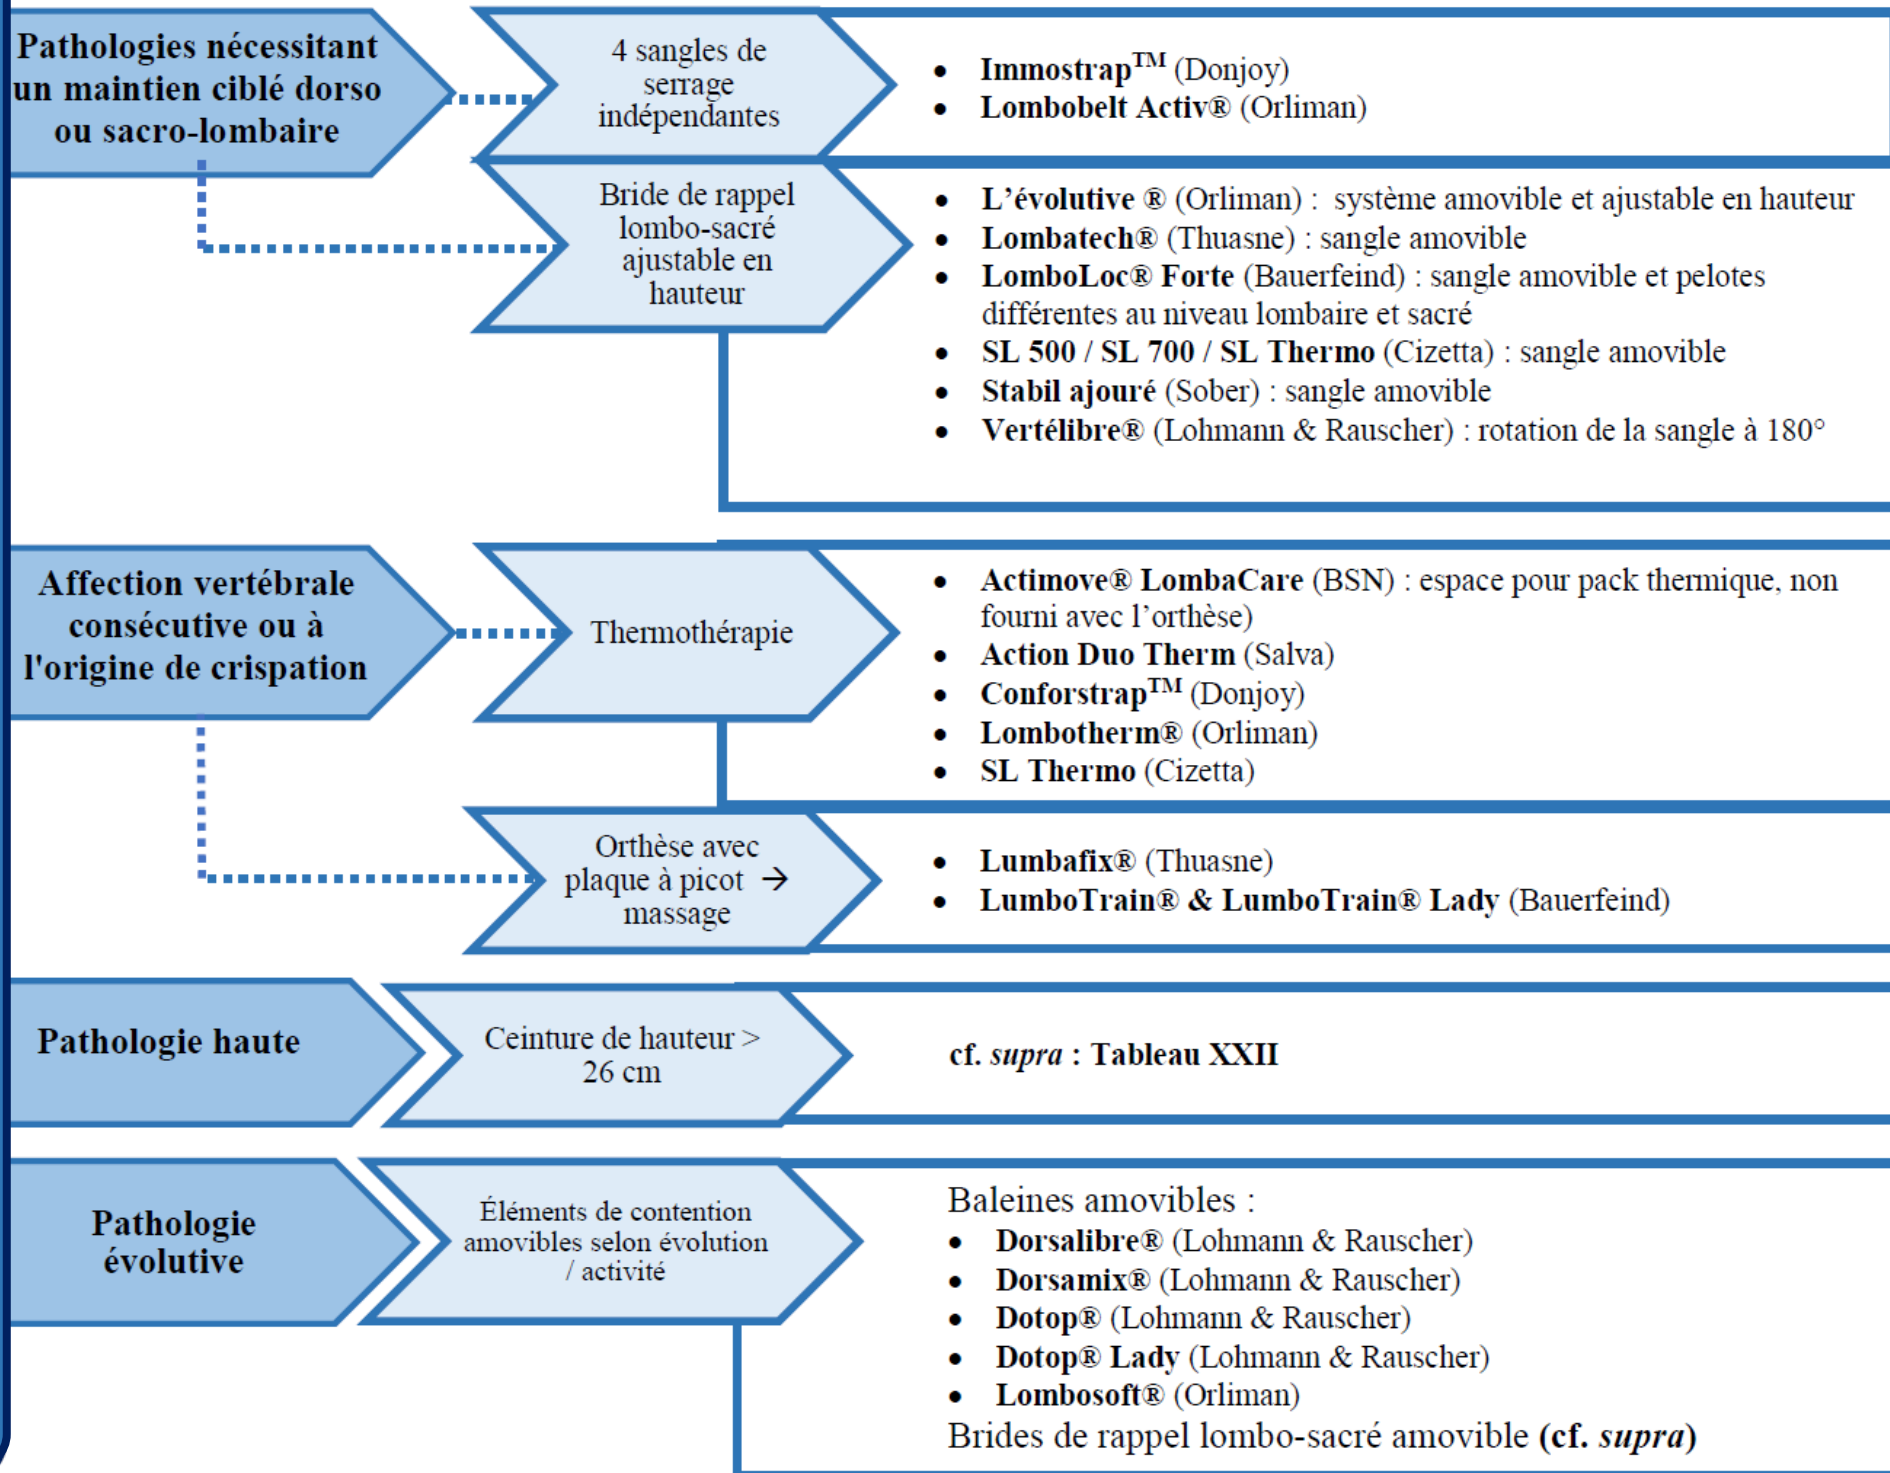 Pathologies nécessitant
un maintien ciblé dorso
ou sacro-lombaire
4 sangles de
serrage
indépendantes
• Immostrap™ (Donjoy)
• Lombobelt Activ® (Orliman)
Bride de rappel
lombo-sacré
ajustable en
hauteur
• L’évolutive ® (Orliman) : système amovible et ajustable en hauteur
• Lombatech® (Thuasne) : sangle amovible
• LomboLoc® Forte (Bauerfeind) : sangle amovible et pelotes
différentes au niveau lombaire et sacré
• SL 500 / SL 700 / SL Thermo (Cizetta) : sangle amovible
• Stabil ajouré (Sober) : sangle amovible
• Vertélibre® (Lohmann & Rauscher) : rotation de la sangle à 180°
Affection vertébrale
consécutive ou à
l'origine de crispation
Thermothérapie
• Actimove® LombaCare (BSN) : espace pour pack thermique, non
fourni avec l’orthèse)
• Action Duo Therm (Salva)
• Conforstrap™ (Donjoy)
• Lombotherm® (Orliman)
• SL Thermo (Cizetta)
Orthèse avec
plaque à picot →
massage
• Lumbafix® (Thuasne)
• LumboTrain® & LumboTrain® Lady (Bauerfeind)
Pathologie haute
Ceinture de hauteur >
26 cm
cf. supra : Tableau XXII
Pathologie
évolutive
Éléments de contention
amovibles selon évolution
/ activité
Baleines amovibles :
• Dorsalibre® (Lohmann & Rauscher)
• Dorsamix® (Lohmann & Rauscher)
• Dotop® (Lohmann & Rauscher)
• Dotop® Lady (Lohmann & Rauscher)
• Lombosoft® (Orliman)
Brides de rappel lombo-sacré amovible (cf. supra)